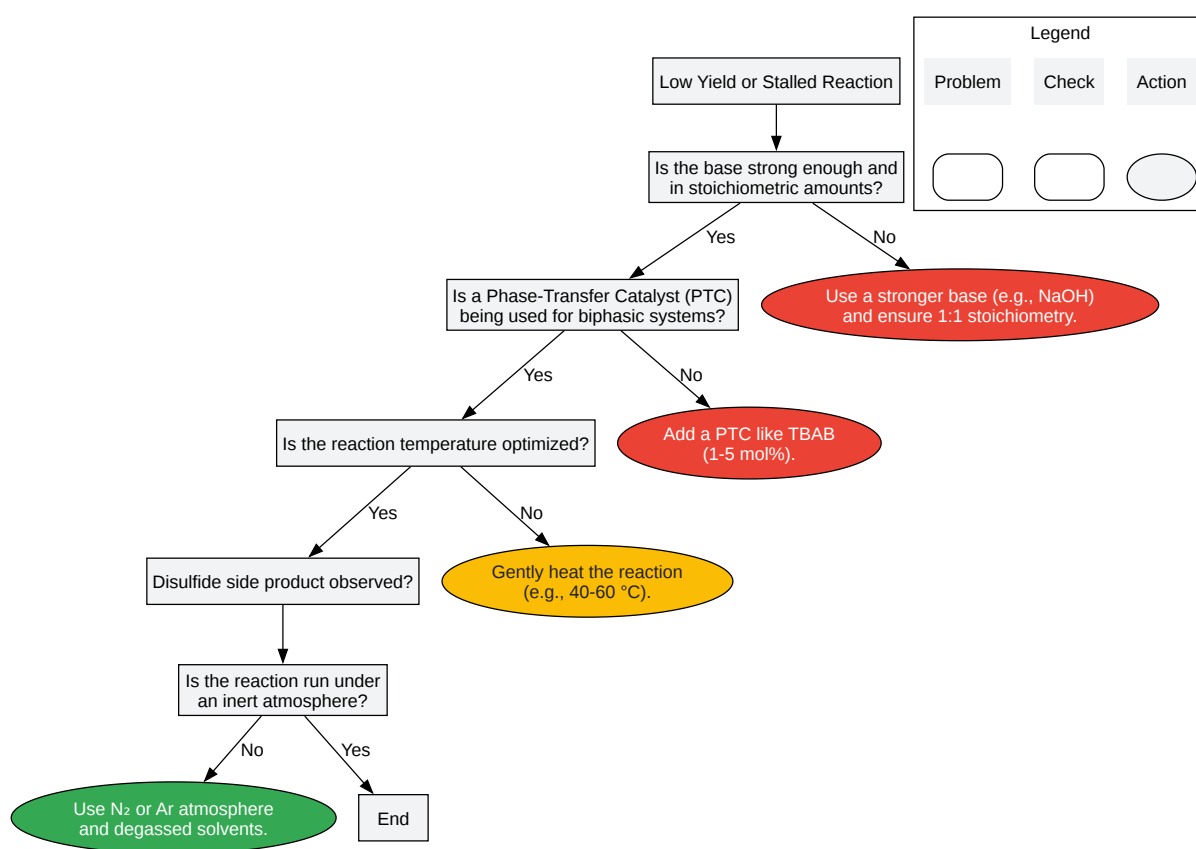 Legend
Problem
Check
Action
Low Yield or Stalled Reaction
Is the base strong enough and
in stoichiometric amounts?
Yes
No
Is a Phase-Transfer Catalyst (PTC)
being used for biphasic systems?
Use a stronger base (e.g., NaOH)
and ensure 1:1 stoichiometry.
Yes
No
Is the reaction temperature optimized?
Add a PTC like TBAB
(1-5 mol%).
Yes
No
Disulfide side product observed?
Gently heat the reaction
(e.g., 40-60 °C).
Is the reaction run under
an inert atmosphere?
No
Yes
Use N₂ or Ar atmosphere
and degassed solvents.
End